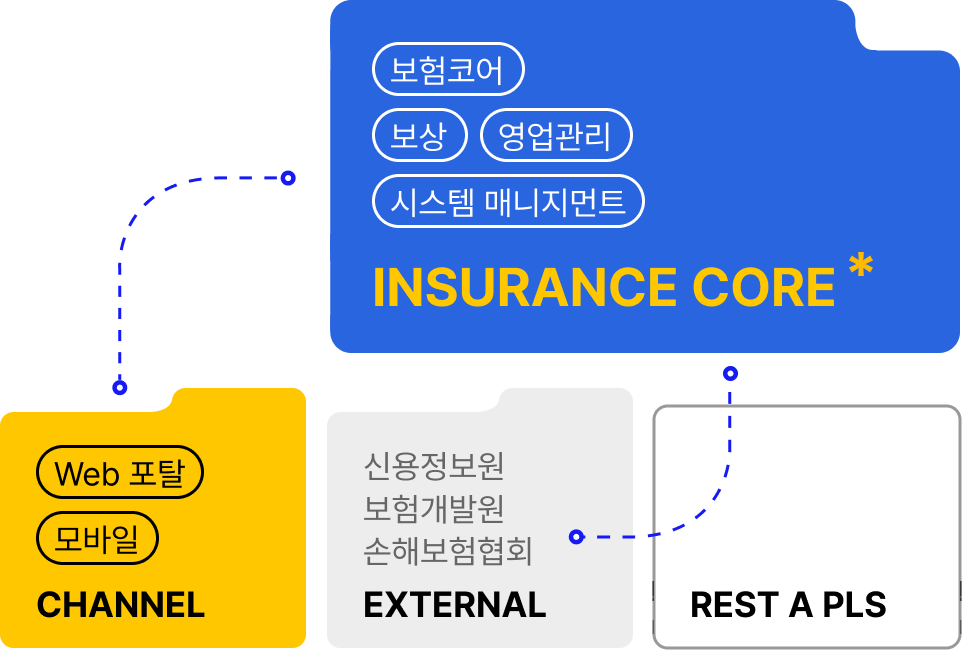 보험코어
보상 영업관리
시스템 매니지먼트
INSURANCE CORE *
Web 포탈
모바일
CHANNEL
신용정보원
보험개발원
손해보험협회
EXTERNAL
REST A PLS